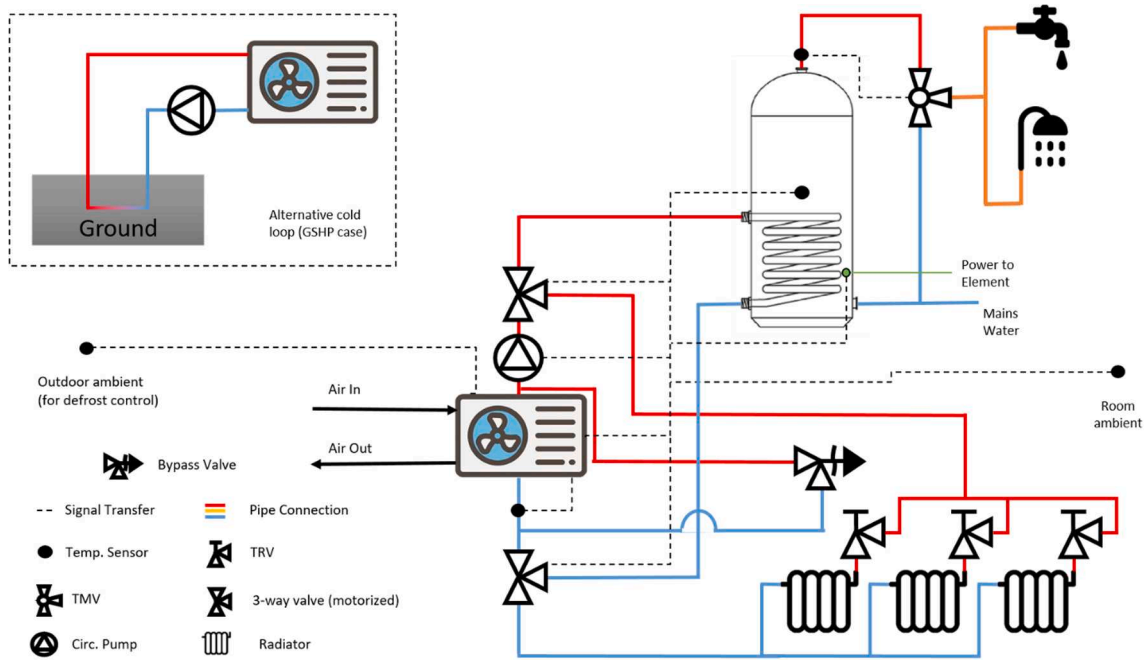 Ground
Alternative cold
loop (GSHP case)
Power to
Element
Mains
Water
Outdoor ambient
(for defrost control)
Air In
Air Out
Room
ambient
Bypass Valve
Signal Transfer
Pipe Connection
Temp. Sensor
TRV
TMV
3-way valve (motorized)
Circ. Pump
Radiator